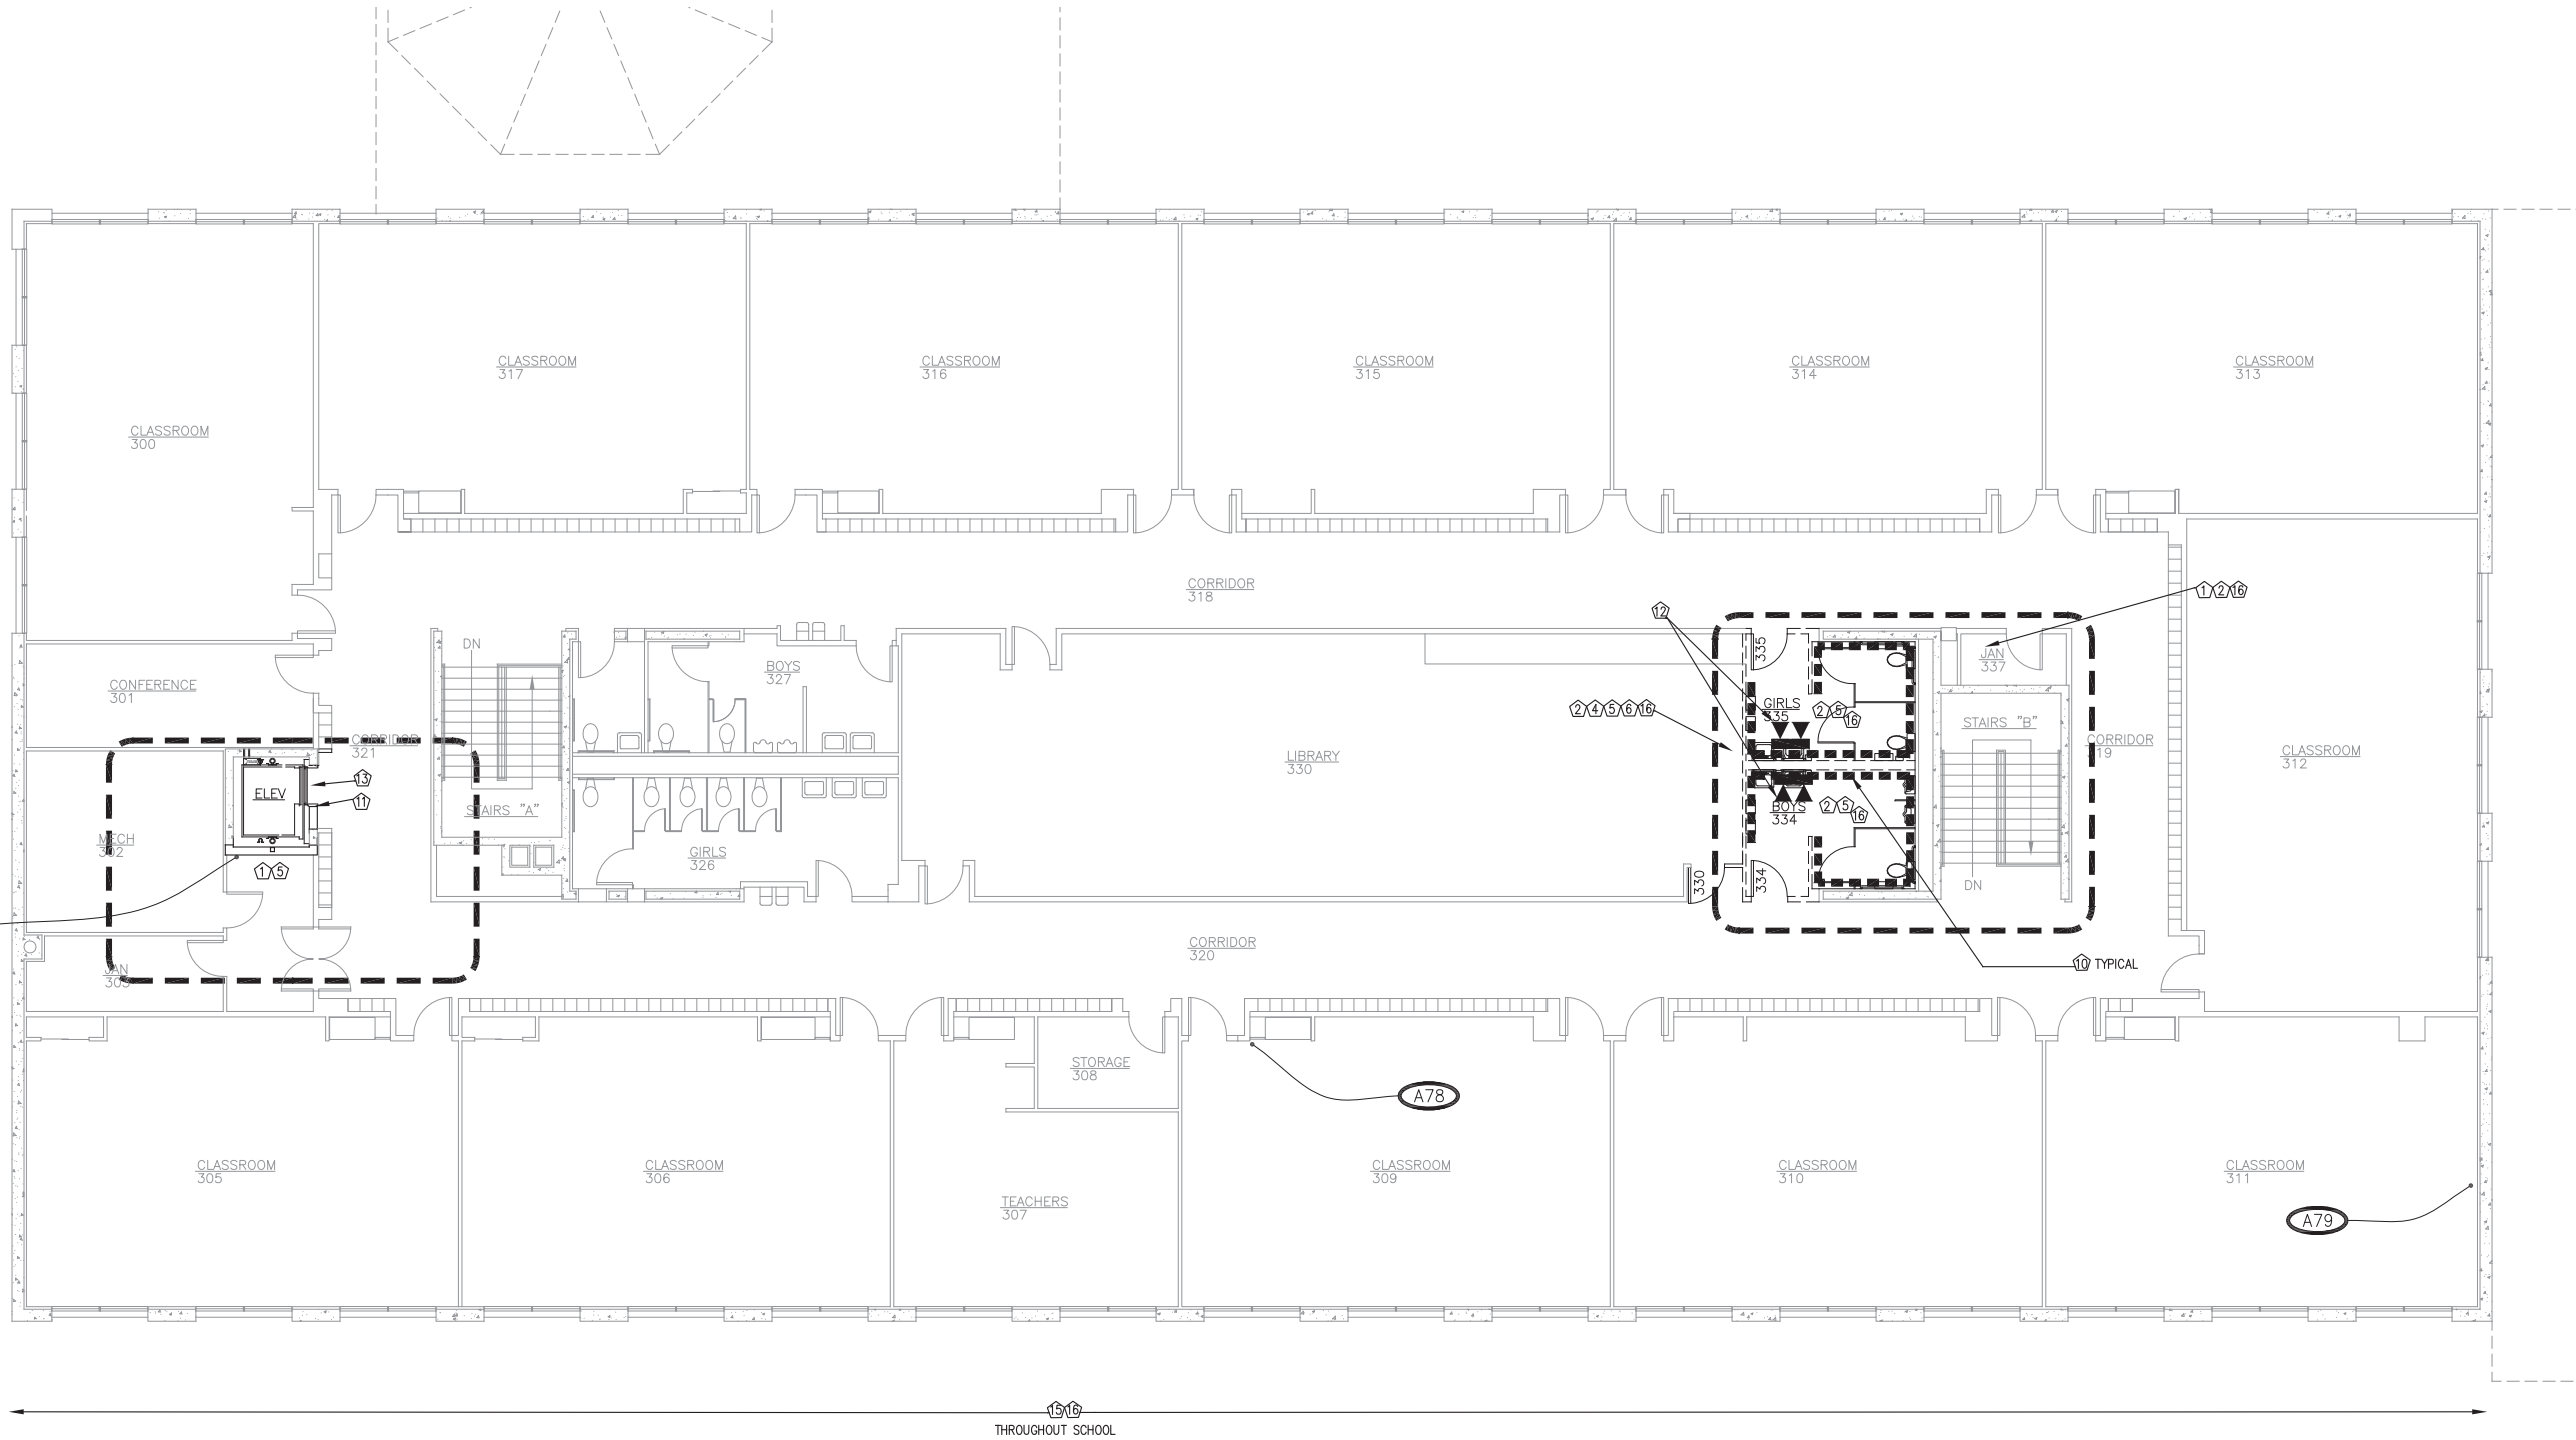 CLASSROOM
317
CLASSROOM
316
CLASSROOM
315
CLASSROOM
314
CLASSROOM
313
CLASSROOM
300
CORRIDOR
318
1 2 16
12
DN
BOYS
327
JAN
337
335
CONFERENCE
301
GIRLS
335
2 5
16
2 4 5 6 16
STAIRS "B"
CORRIDOR
321
CORRIDOR
319
LIBRARY
330
CLASSROOM
312
13
ELEV
11
STAIRS "A"
BOYS
334
2 5
16
MECH
302
GIRLS
326
1 5
330
334
DN
CORRIDOR
320
10 TYPICAL
JAN
303
STORAGE
308
A78
CLASSROOM
305
CLASSROOM
306
TEACHERS
307
CLASSROOM
309
CLASSROOM
310
CLASSROOM
311
A79
15 16
THROUGHOUT SCHOOL